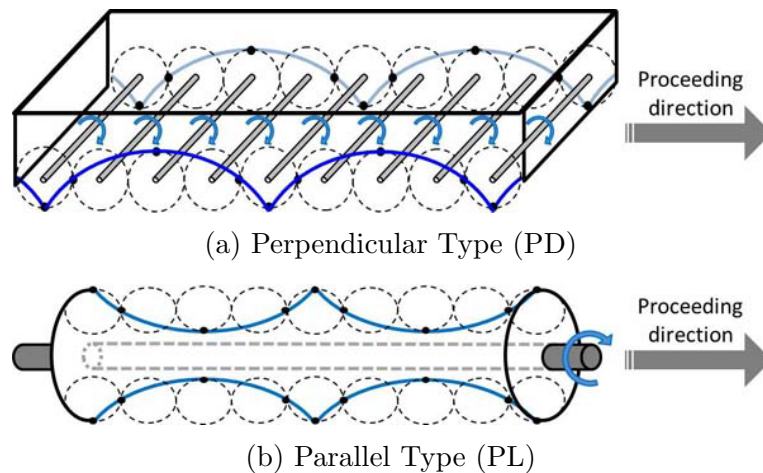 Proceeding
direction
(a) Perpendicular Type (PD)
Proceeding
direction
(b) Parallel Type (PL)